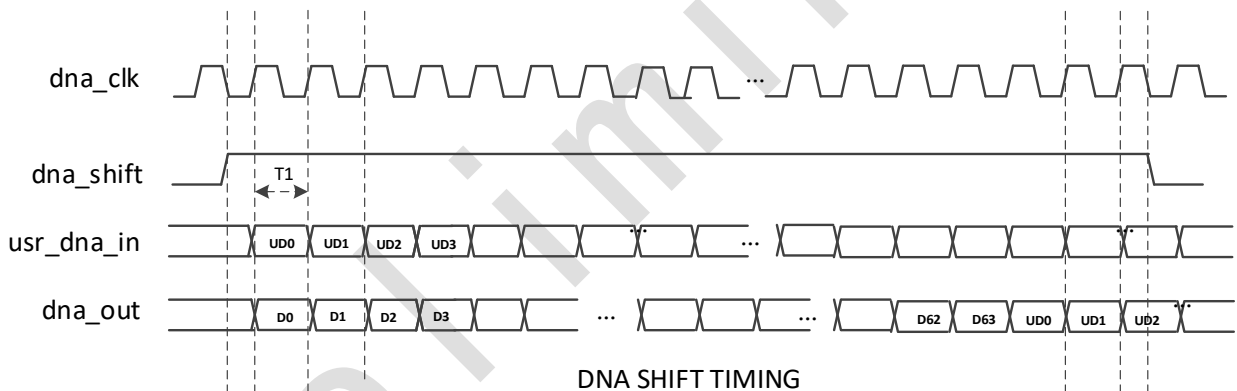 dna_clk
...
dna_shift
T1
usr_dna_in
UD0 UD1 UD2 UD3 ... ... ...
dna_out
D0 D1 D2 D3 ... ... D62 D63 UD0 UD1 UD2 ...
DNA SHIFT TIMING